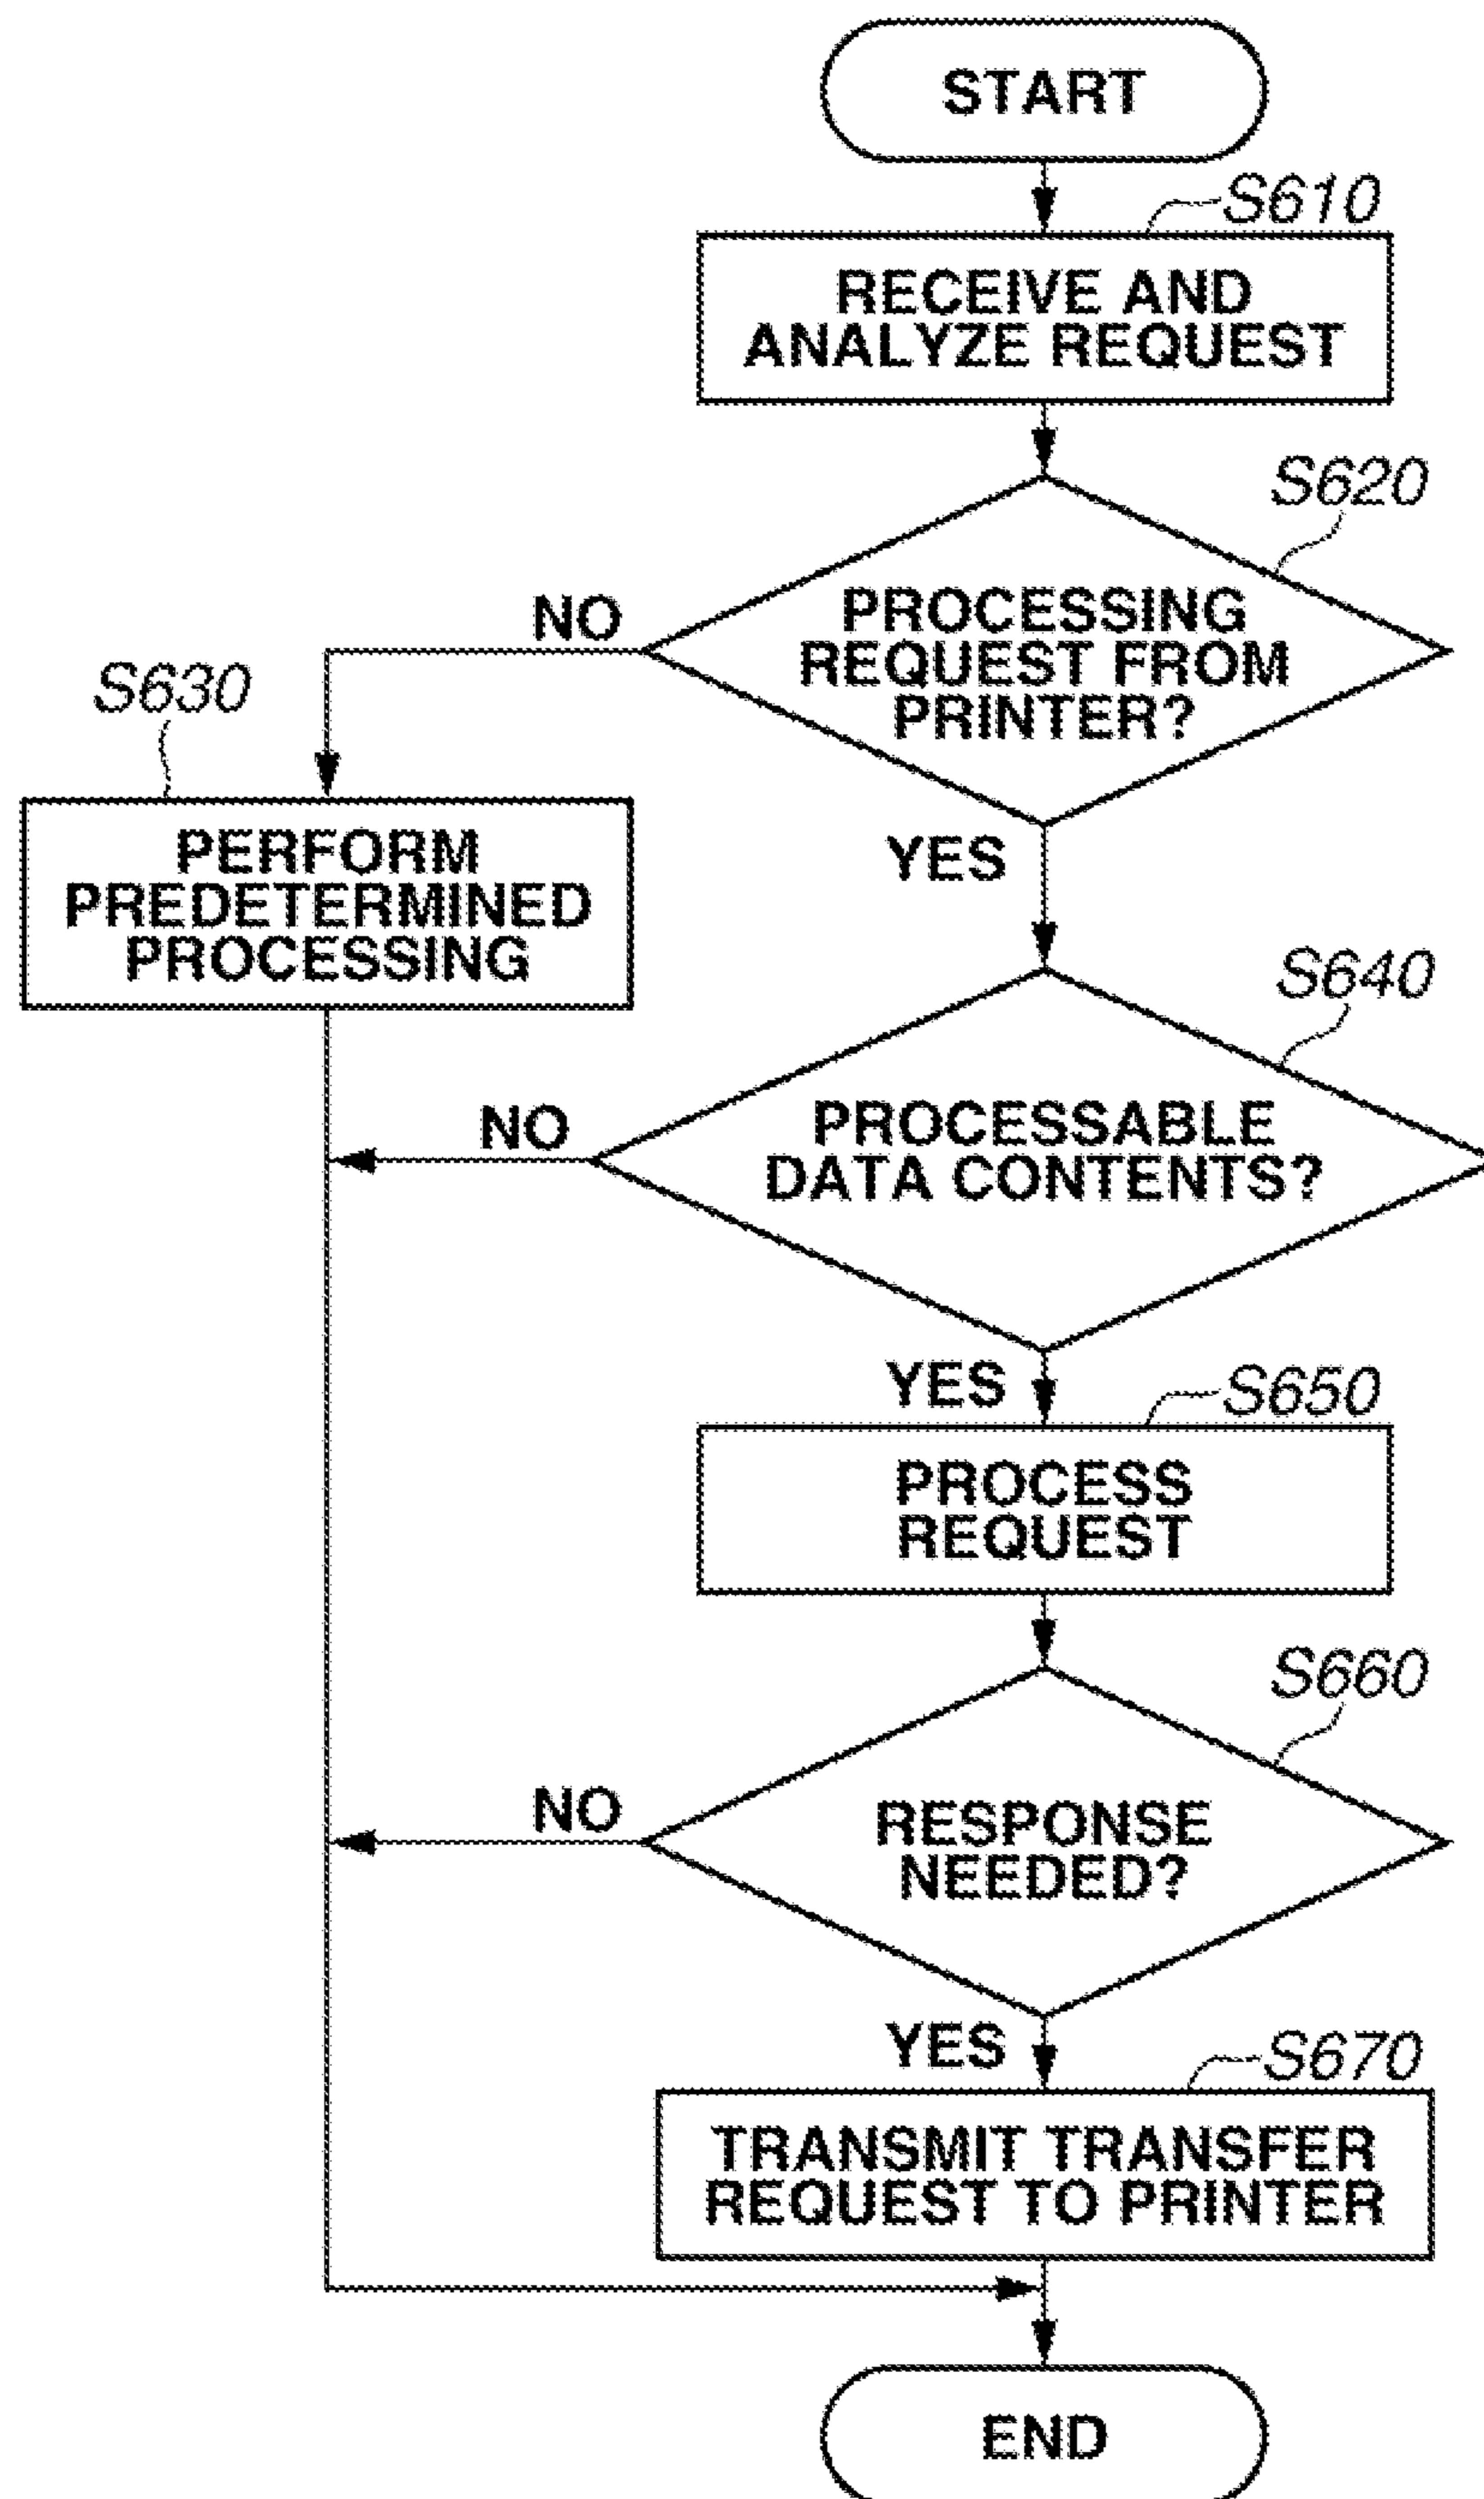 START
S610
RECEIVE AND
ANALYZE REQUEST
S620
PROCESSING
REQUEST FROM
PRINTER?
NO
S630
PERFORM
PREDETERMINED
PROCESSING
YES
S640
PROCESSABLE
DATA CONTENTS?
NO
YES
S650
PROCESS
REQUEST
S660
RESPONSE
NEEDED?
NO
YES
S670
TRANSMIT TRANSFER
REQUEST TO PRINTER
END